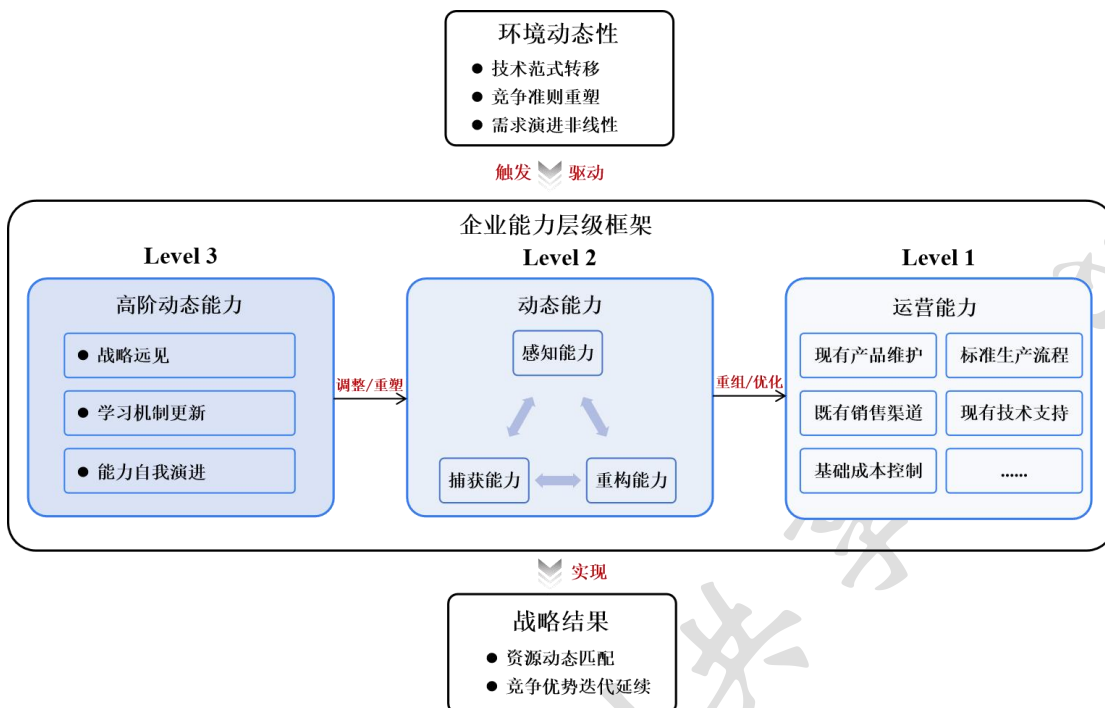 环境动态性
● 技术范式转移
● 竞争准则重塑
● 需求演进非线性
触发 驱动
企业能力层级框架
Level 3
高阶动态能力
● 战略远见
● 学习机制更新
● 能力自我演进
调整/重塑
Level 2
动态能力
感知能力
捕获能力
重构能力
重组/优化
Level 1
运营能力
现有产品维护
标准生产流程
既有销售渠道
现有技术支持
基础成本控制
......
实现
战略结果
● 资源动态匹配
● 竞争优势迭代延续
共